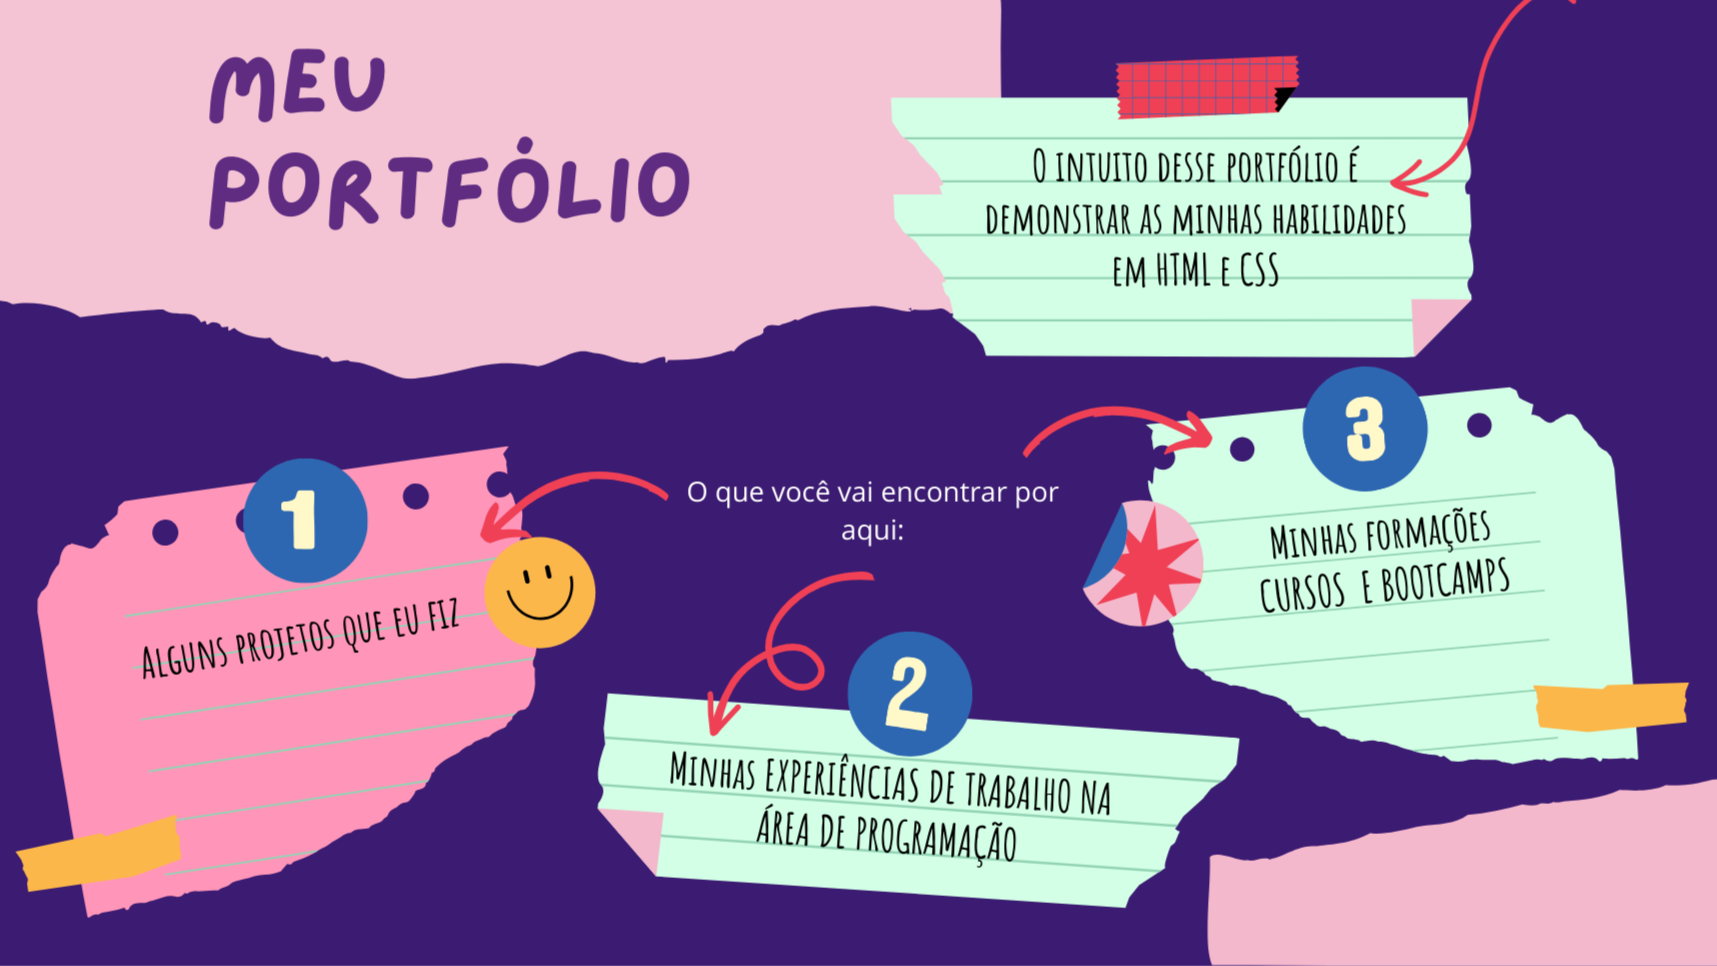 MEU
PORTFÓLIO
O INTUITO DESSE PORTFÓLIO É
DEMONSTRAR AS MINHAS HABILIDADES
EM HTML E CSS
O que você vai encontrar por
aqui:
1
ALGUNS PROJETOS QUE EU FIZ
2
MINHAS EXPERIÊNCIAS DE TRABALHO NA
ÁREA DE PROGRAMAÇÃO
3
MINHAS FORMAÇÕES
CURSOS E BOOTCAMPS